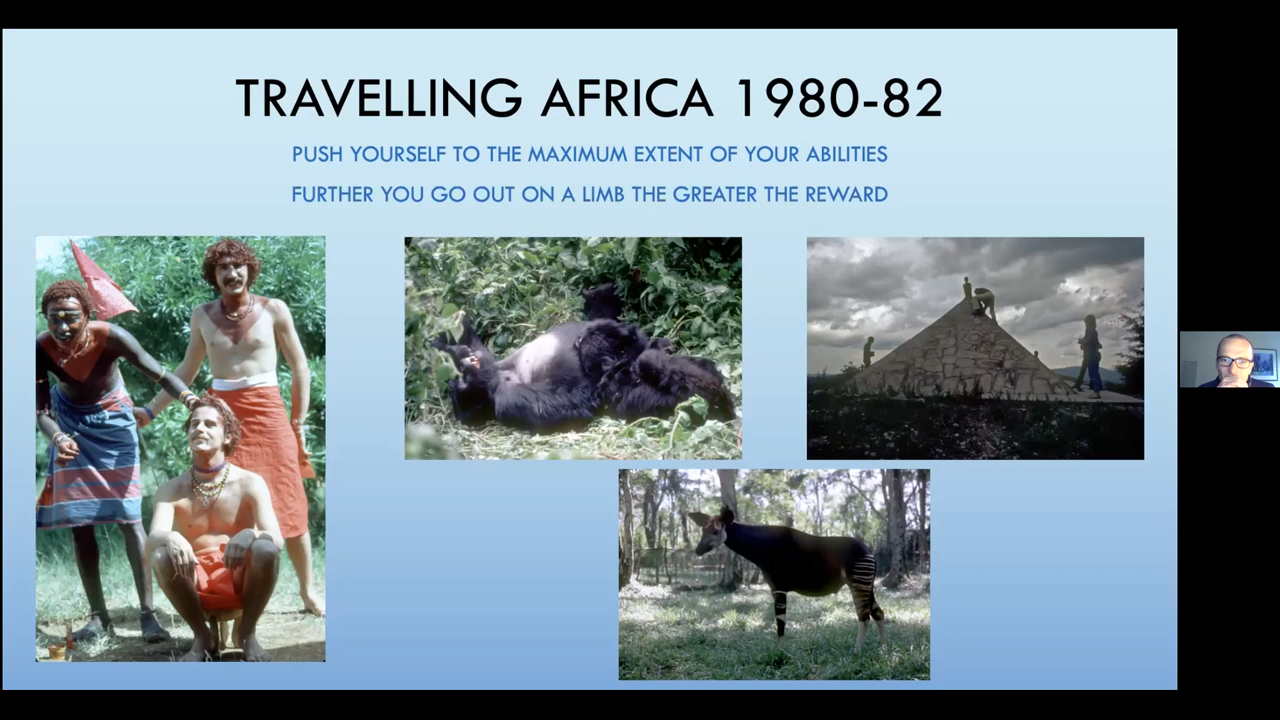 TRAVELLING AFRICA 1980-82
PUSH YOURSELF TO THE MAXIMUM EXTENT OF YOUR ABILITIES
FURTHER YOU GO OUT ON A LIMB THE GREATER THE REWARD